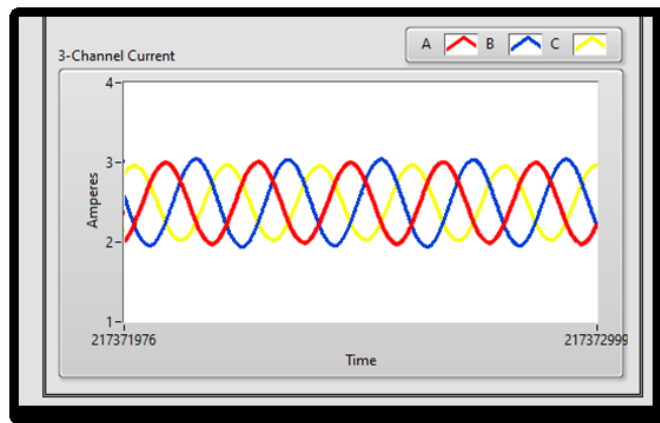 A B C
3-Channel Current
4
3
2
1
Amperes
217371976 217372999
Time